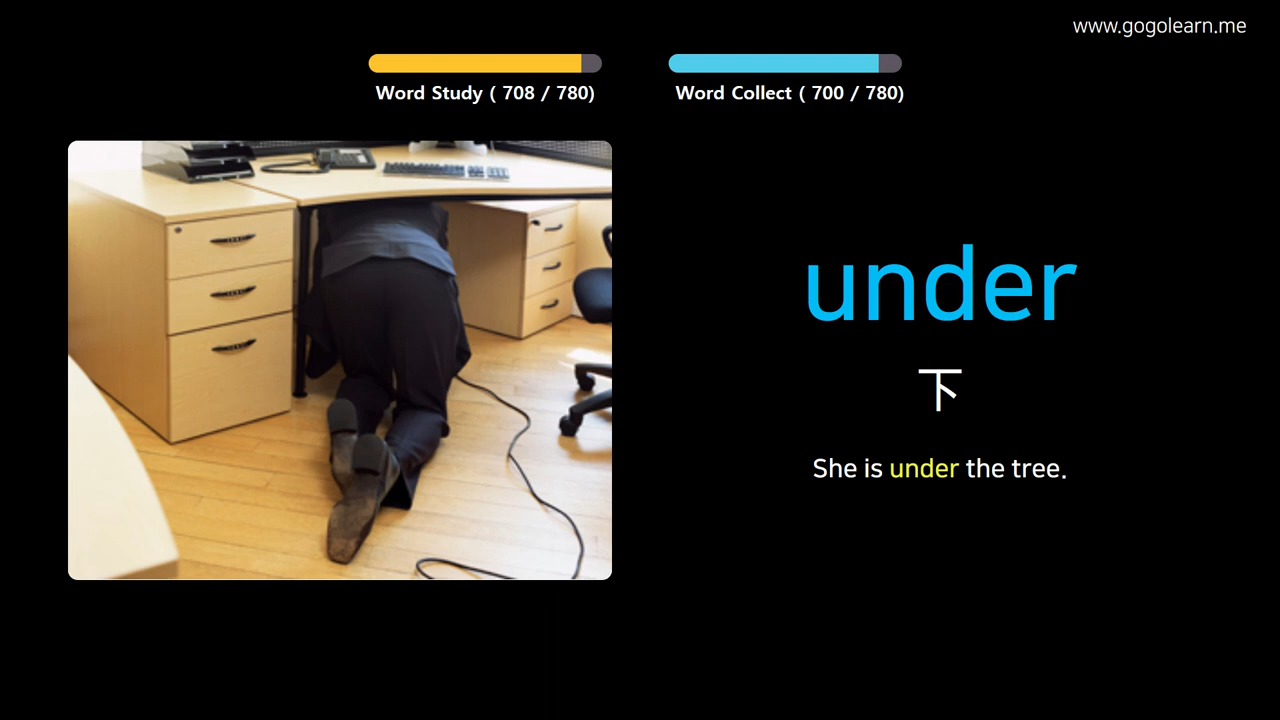 www.gogolearn.me
Word Study ( 708 / 780)
Word Collect ( 700 / 780)
under
下
She is under the tree.